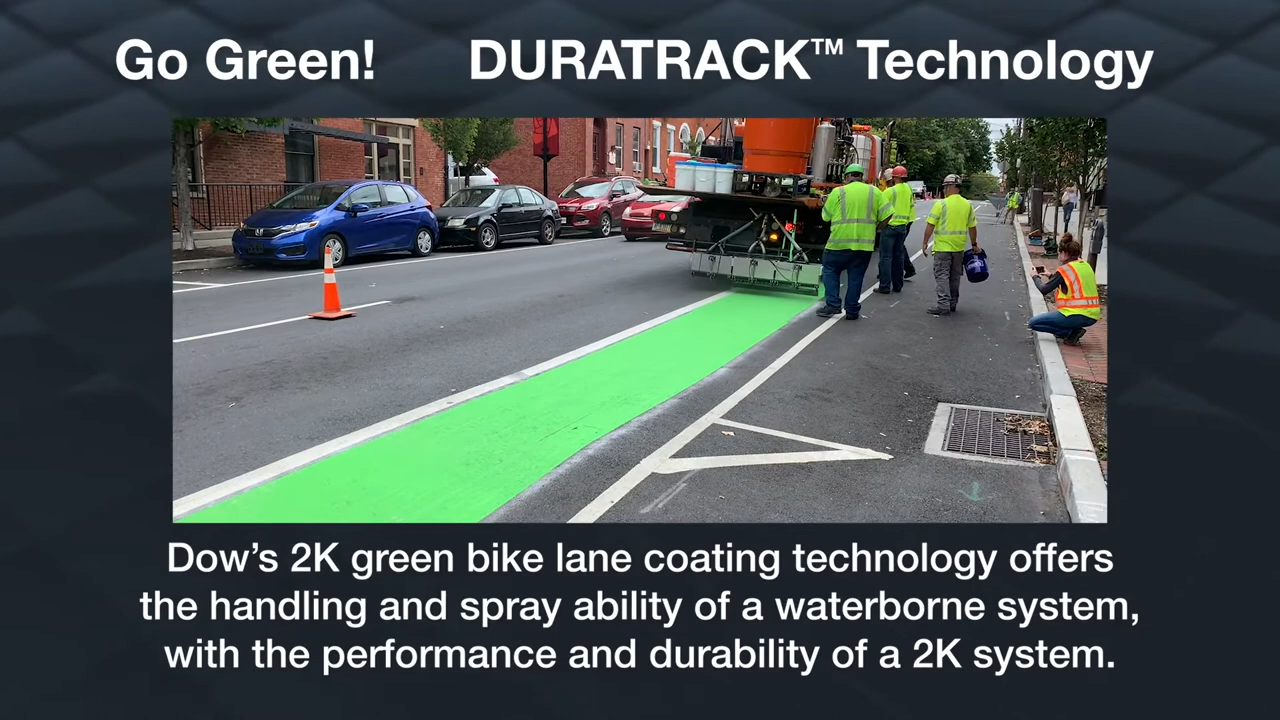 Go Green! DURATRACK™ Technology
Dow's 2K green bike lane coating technology offers
the handling and spray ability of a waterborne system,
with the performance and durability of a 2K system.